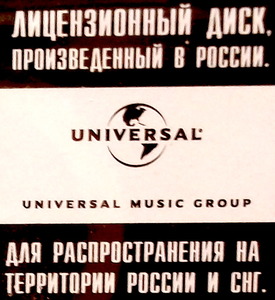 ЛИЦЕНЗИОННЫЙ ДИСК,
ПРОИЗВЕДЕННЫЙ В РОССИИ.
UNIVERSAL
UNIVERSAL MUSIC GROUP
ДЛЯ РАСПРОСТРАНЕНИЯ НА
ТЕРРИТОРИИ РОССИИ И СНГ.